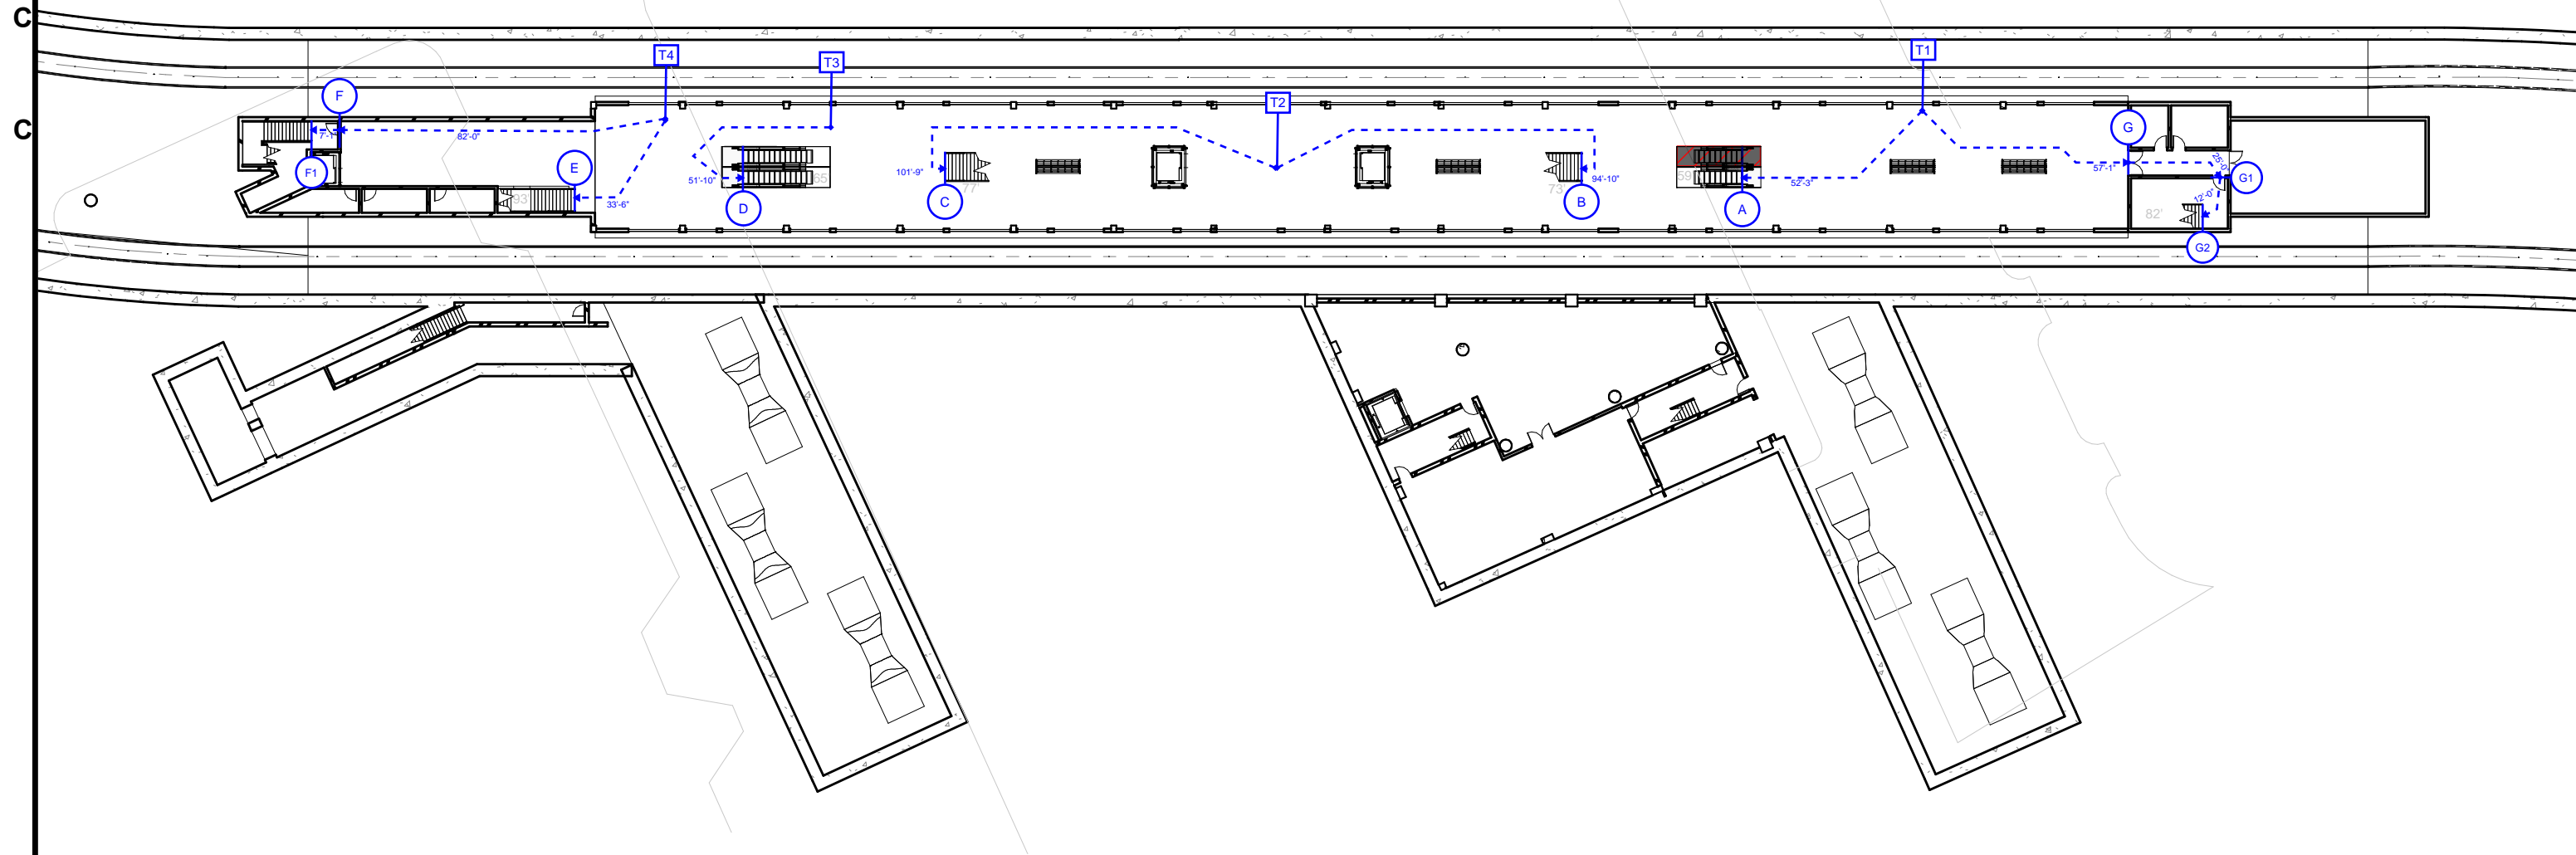 C
T4
T3
T1
F
T2
C
7'-1"
82'-0"
G
E
101'-9"
F1
51'-10"
65'
77'
73'
94'-10"
59'
52'-3"
57'-1"
25'-0"
G1
33'-6"
93'
D
C
B
A
12'-0"
82'
G2